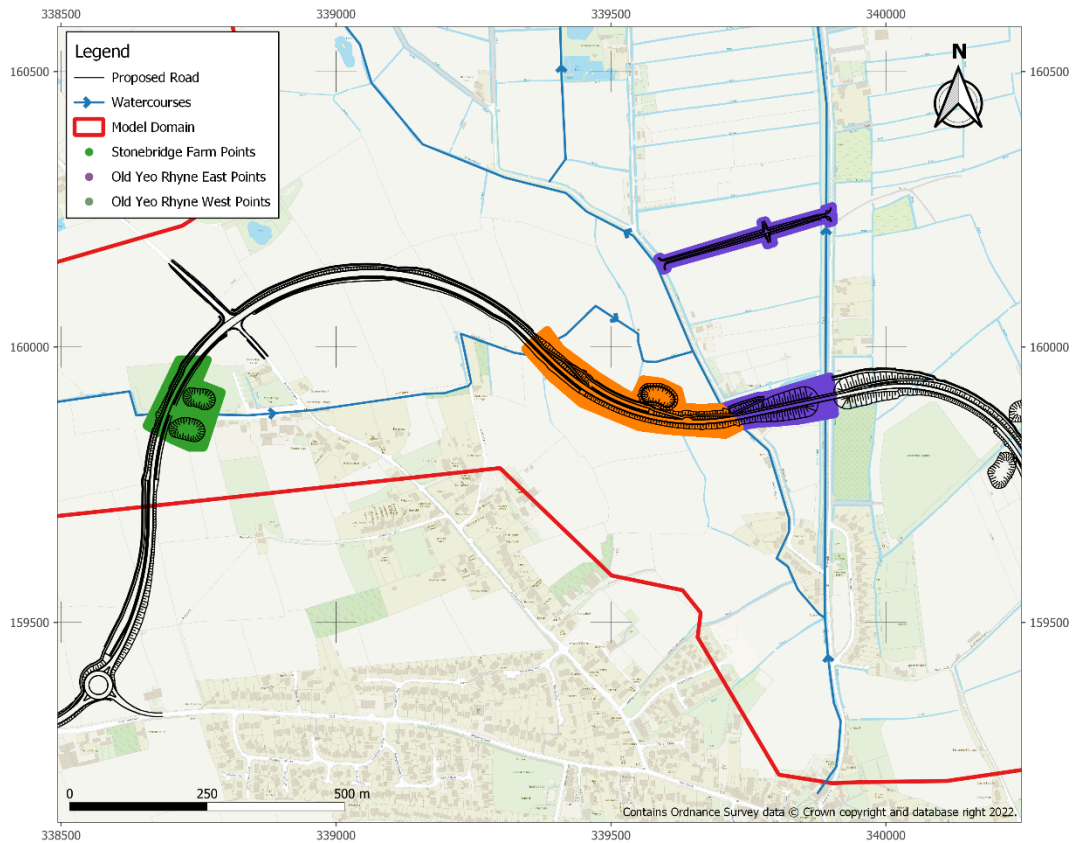 338500 339000 339500 340000
Legend
Proposed Road
Watercourses
Model Domain
Stonebridge Farm Points
Old Yeo Rhyne East Points
Old Yeo Rhyne West Points
N
160500 160500
160000 160000
159500 159500
0 250 500 m
Contains Ordnance Survey data © Crown copyright and database right 2022.
338500 339000 339500 340000